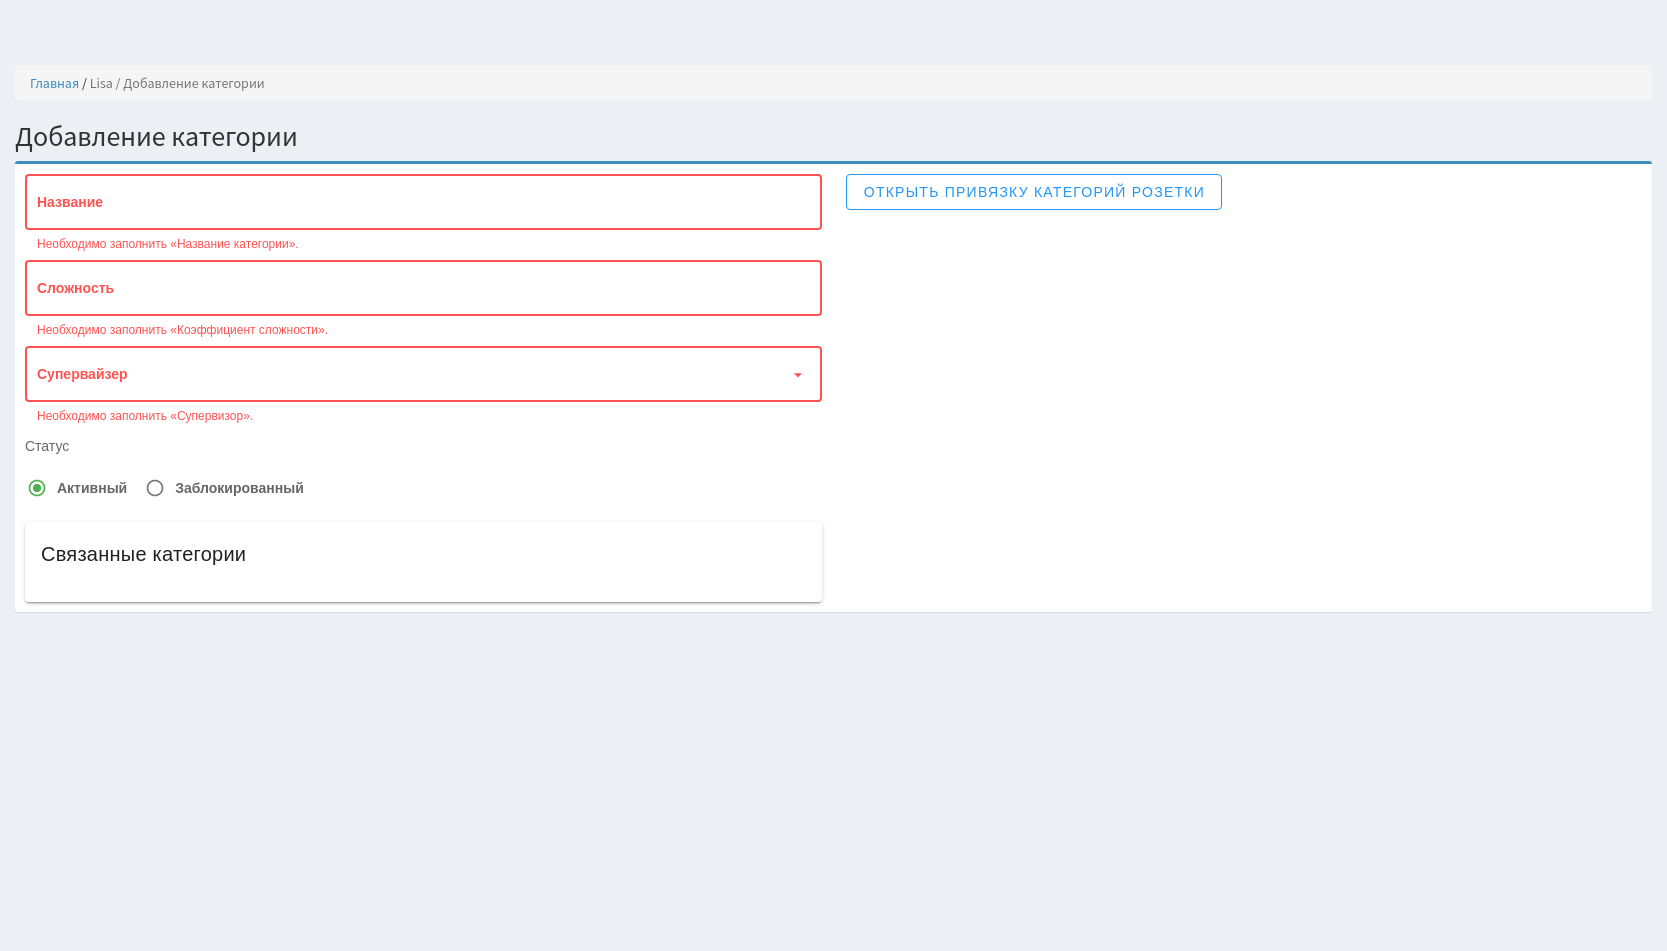 Главная / Lisa / Добавление категории
Добавление категории
Название
Необходимо заполнить «Название категории».
Сложность
Необходимо заполнить «Коэффициент сложности».
Супервайзер
Необходимо заполнить «Супервизор».
Статус
Активный Заблокированный
Связанные категории
ОТКРЫТЬ ПРИВЯЗКУ КАТЕГОРИЙ РОЗЕТКИ